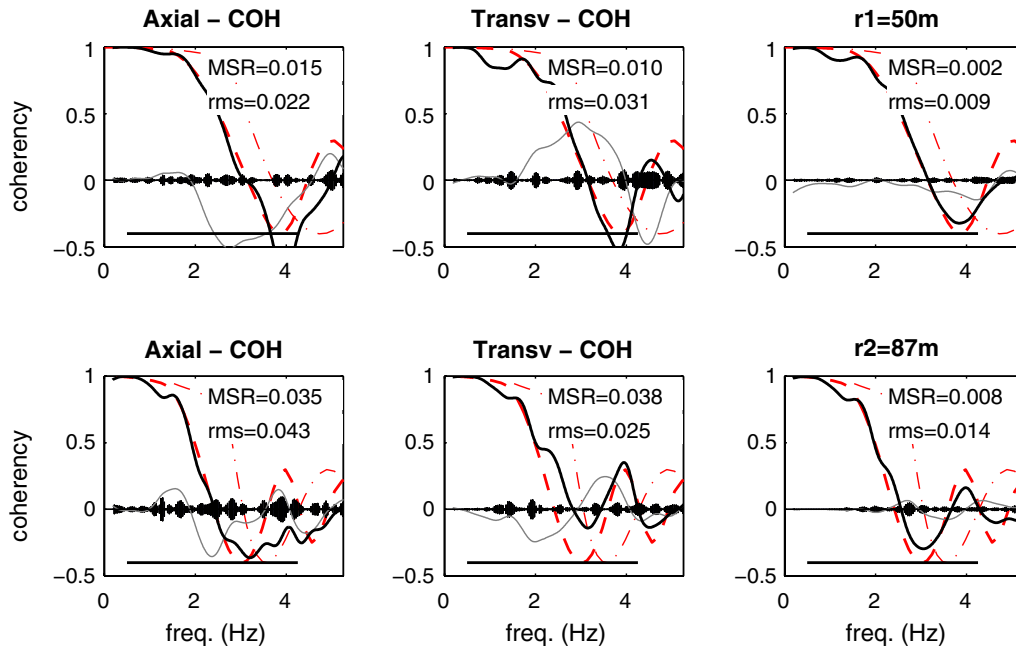 Axial – COH
Transv – COH
r1=50m
coherency
1
0.5
0
−0.5
MSR=0.015
rms=0.022
0
2
4
1
0.5
0
−0.5
MSR=0.010
rms=0.031
0
2
4
1
0.5
0
−0.5
MSR=0.002
rms=0.009
0
2
4
Axial – COH
Transv – COH
r2=87m
coherency
1
0.5
0
−0.5
MSR=0.035
rms=0.043
0
2
4
freq. (Hz)
1
0.5
0
−0.5
MSR=0.038
rms=0.025
0
2
4
freq. (Hz)
1
0.5
0
−0.5
MSR=0.008
rms=0.014
0
2
4
freq. (Hz)